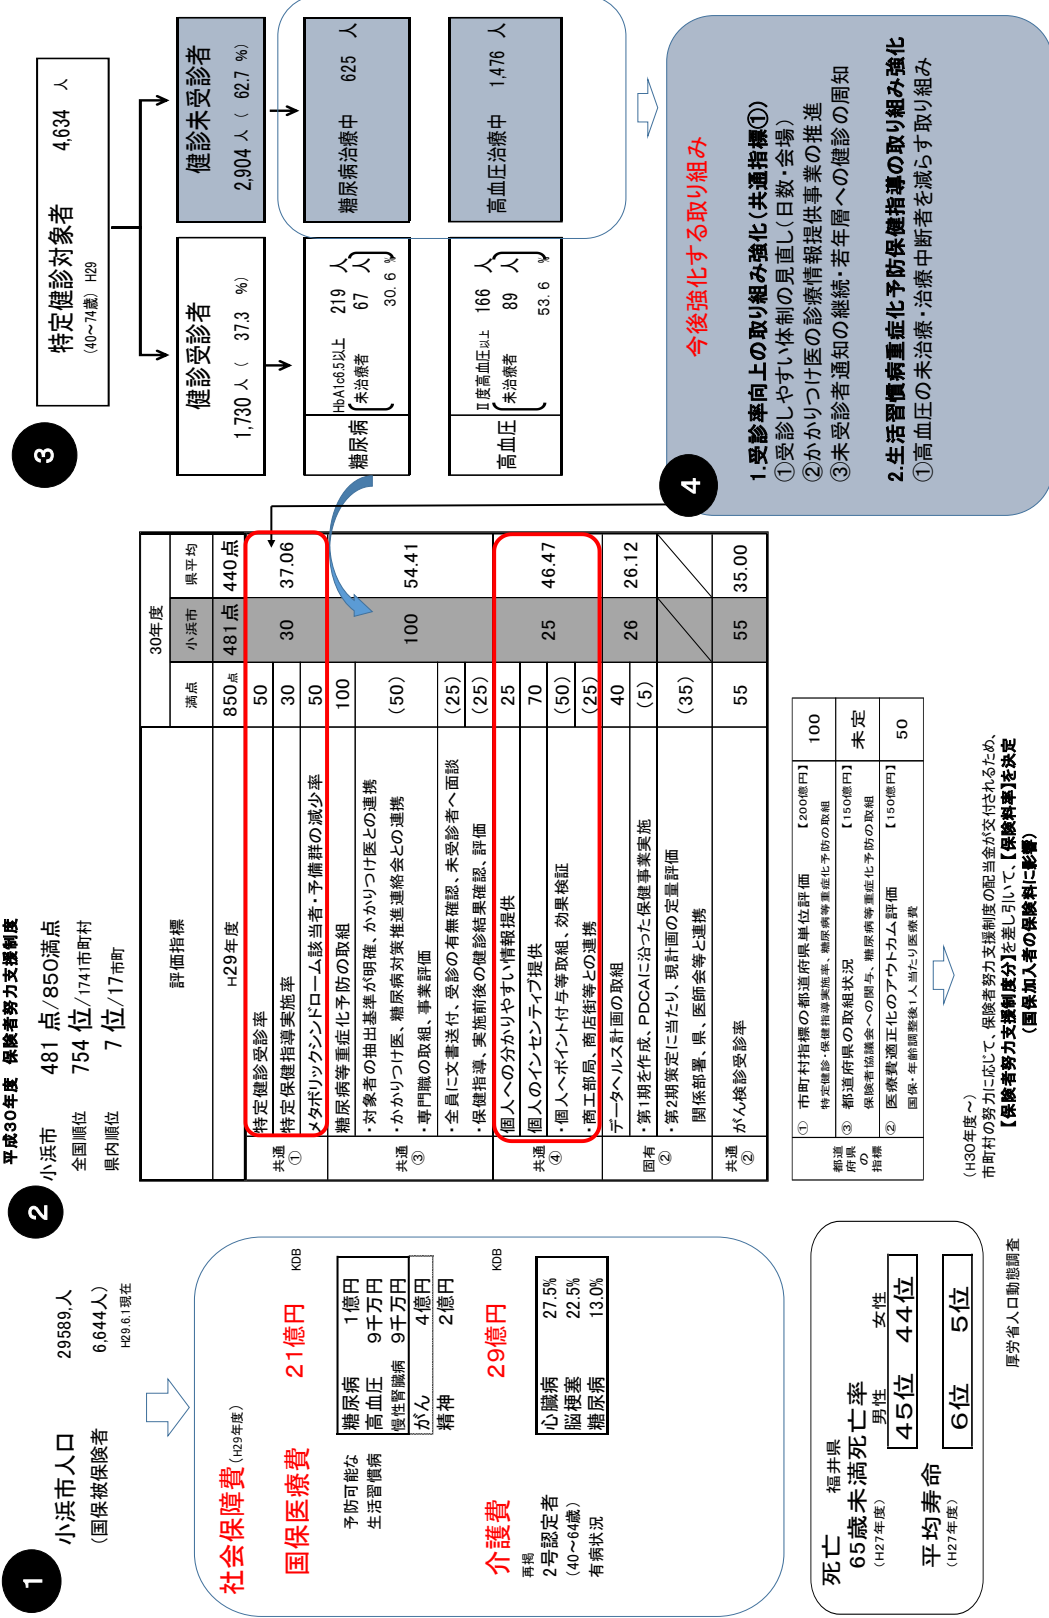 1
小浜市人口 29589人
(国保被保険者 6,644人)
H29.6.1現在
社会保障費(H29年度)
国保医療費 21億円 KDB
予防可能な
生活習慣病
糖尿病 1億円
高血圧 9千万円
慢性腎臓病 9千万円
がん 4億円
精神 2億円
介護費 29億円 KDB
再掲
2号認定者
(40~64歳)
有病状況
心臓病 27.5%
脳梗塞 22.5%
糖尿病 13.0%
死亡 福井県
65歳未満死亡率
(H27年度)
男性 女性
45位 44位
平均寿命
(H27年度)
6位 5位
厚労省人口動態調査
2
平成30年度 保険者努力支援制度
小浜市 481 点/850満点
全国順位 754 位/1741市町村
県内順位 7 位/17市町
評価指標 30年度
満点 小浜市 県平均
H29年度 850点 481点 440点
共通① 特定健診受診率 50
特定保健指導実施率 30 30 37.06
メタボリックシンドローム該当者・予備群の減少率 50
共通③ 糖尿病等重症化予防の取組 100 100 54.41
・対象者の抽出基準が明確、かかりつけ医との連携
・かかりつけ医、糖尿病対策推進連絡会との連携 (50)
・専門職の取組、事業評価
・全員に文書送付、受診の有無確認、未受診者へ面談 (25)
・保健指導、実施前後の健診結果確認、評価 (25)
共通④ 個人への分かりやすい情報提供 25
個人のインセンティブ提供 70 25 46.47
・個人へポイント付与等取組、効果検証 (50)
・商工部局、商店街等との連携 (25)
固有② データヘルス計画の取組 40 26 26.12
・第1期を作成、PDCAに沿った保健事業実施 (5)
・第2期策定に当たり、現計画の定量評価
関係部署、県、医師会等と連携 (35)
共通② がん検診受診率 55 55 35.00
都道府県の指標
① 市町村指標の都道府県単位評価 【200億円】 100
特定健診・保健指導実施率、糖尿病等重症化予防の取組
③ 都道府県の取組状況 【150億円】 未定
保険者協議会への関与、糖尿病等重症化予防の取組
② 医療費適正化のアウトカム評価 【150億円】 50
国保・年齢調整後1人当たり医療費
(H30年度~)
市町村の努力に応じて、保険者努力支援制度の配当金が交付されるため、
【保険者努力支援制度分】を差し引いて、【保険料率】を決定
(国保加入者の保険料に影響)
3
特定健診対象者 4,634 人
(40~74歳) H29
健診受診者
1,730 人 ( 37.3 %)
健診未受診者
2,904 人 ( 62.7 %)
糖尿病
HbA1c6.5以上 219 人
未治療者 67 人
30.6 %
糖尿病治療中 625 人
高血圧
Ⅱ度高血圧以上 166 人
未治療者 89 人
53.6 %
高血圧治療中 1,476 人
4
今後強化する取り組み
1.受診率向上の取り組み強化(共通指標①)
①受診しやすい体制の見直し(日数・会場)
②かかりつけ医の診療情報提供事業の推進
③未受診者通知の継続・若年層への健診の周知
2.生活習慣病重症化予防保健指導の取り組み強化
①高血圧の未治療・治療中断者を減らす取り組み